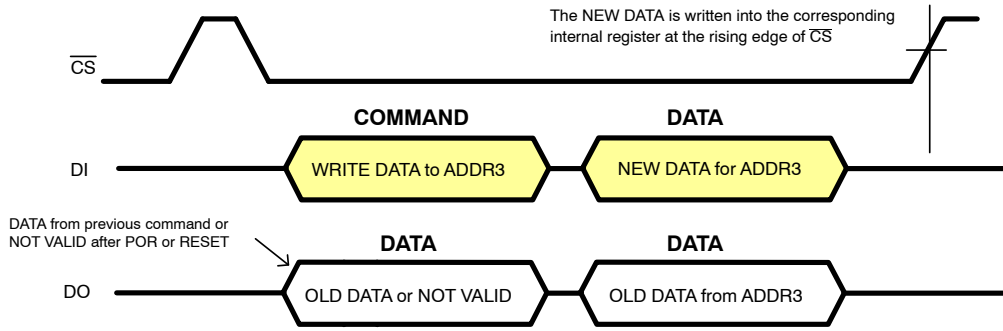 The NEW DATA is written into the corresponding
internal register at the rising edge of CS
CS
COMMAND
DATA
DI
WRITE DATA to ADDR3
NEW DATA for ADDR3
DATA from previous command or
NOT VALID after POR or RESET
DATA
DATA
DO
OLD DATA or NOT VALID
OLD DATA from ADDR3